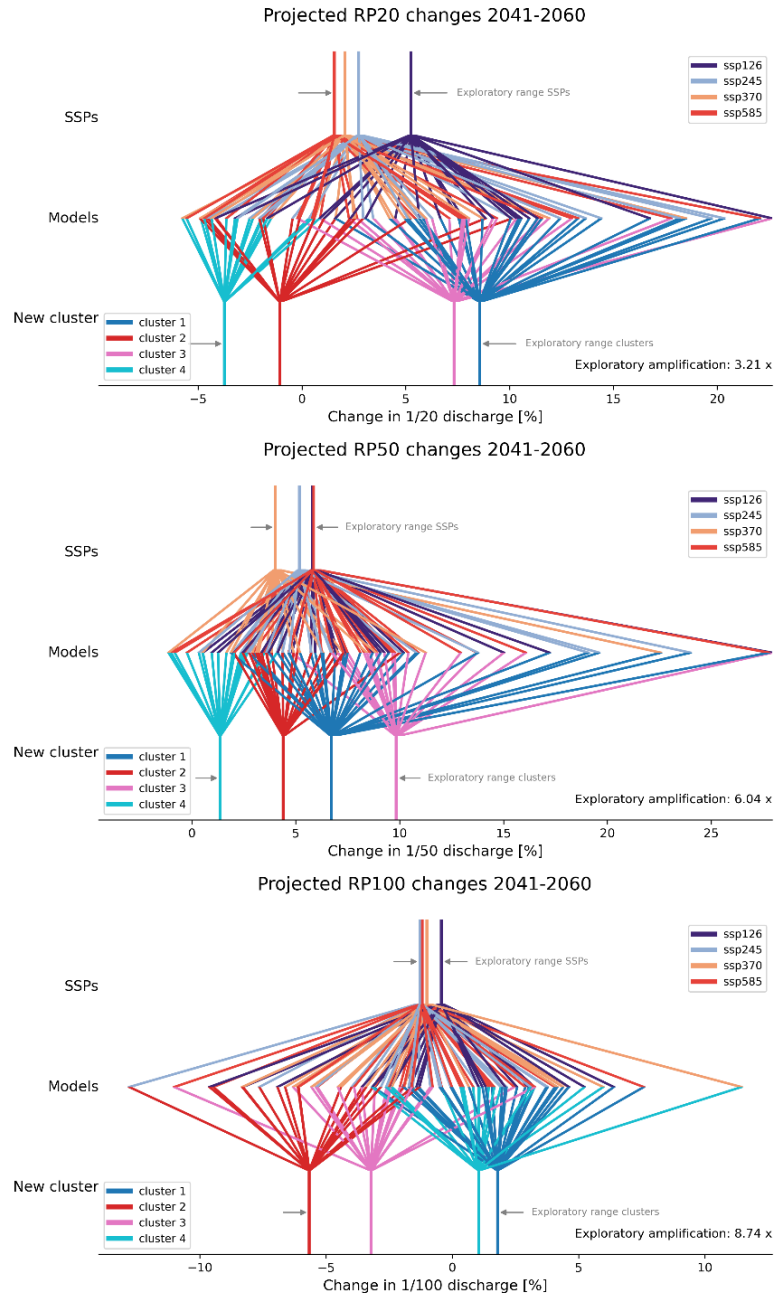 Projected RP20 changes 2041-2060
SSPs
Exploratory range SSPs
ssp126
ssp245
ssp370
ssp585
Models
New cluster
cluster 1
cluster 2
cluster 3
cluster 4
Exploratory range clusters
Exploratory amplification: 3.21 x
−5 0 5 10 15 20
Change in 1/20 discharge [%]
Projected RP50 changes 2041-2060
SSPs
Exploratory range SSPs
ssp126
ssp245
ssp370
ssp585
Models
New cluster
cluster 1
cluster 2
cluster 3
cluster 4
Exploratory range clusters
Exploratory amplification: 6.04 x
0 5 10 15 20 25
Change in 1/50 discharge [%]
Projected RP100 changes 2041-2060
SSPs
Exploratory range SSPs
ssp126
ssp245
ssp370
ssp585
Models
New cluster
cluster 1
cluster 2
cluster 3
cluster 4
Exploratory range clusters
Exploratory amplification: 8.74 x
−10 −5 0 5 10
Change in 1/100 discharge [%]